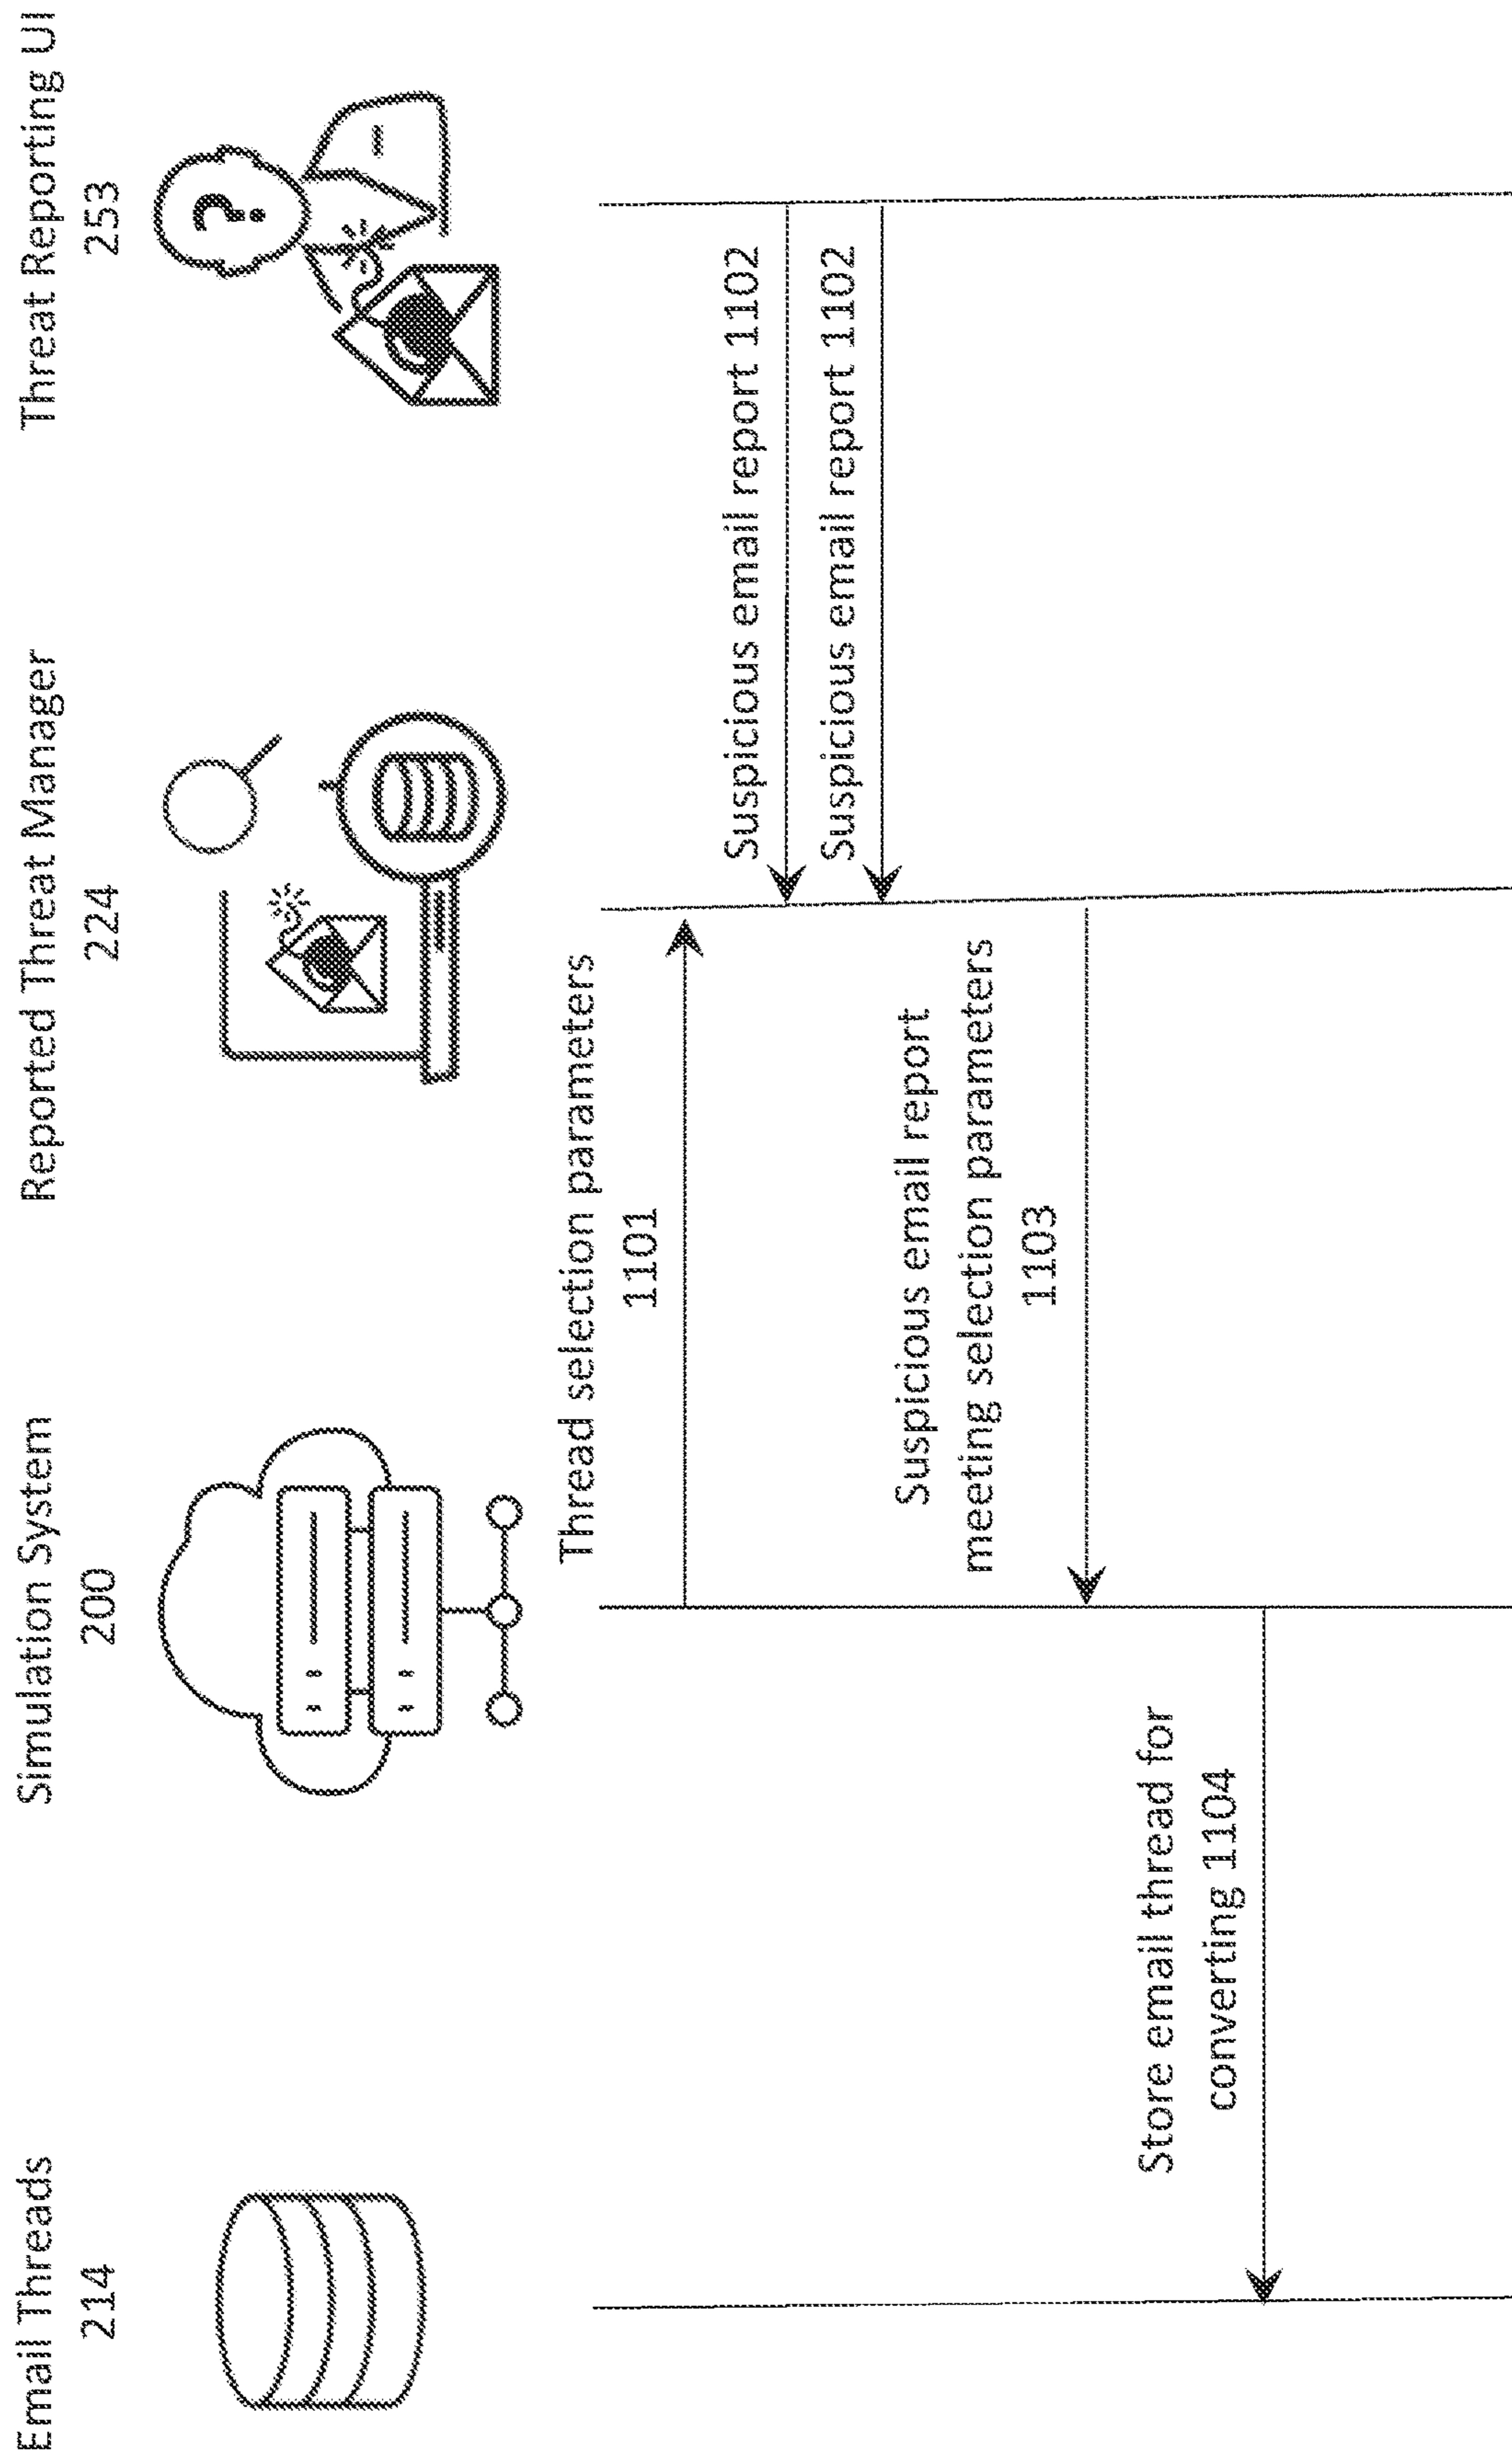 Email Threads
214
Simulation System
200
Reported Threat Manager
224
Threat Reporting UI
253
?
Thread selection parameters
1101
Suspicious email report 1102
Suspicious email report 1102
Suspicious email report
meeting selection parameters
1103
Store email thread for
converting 1104